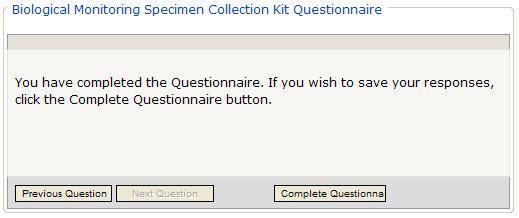 Biological Monitoring Specimen Collection Kit Questionnaire
You have completed the Questionnaire. If you wish to save your responses,
click the Complete Questionnaire button.
Previous Question Next Question Complete Questionna